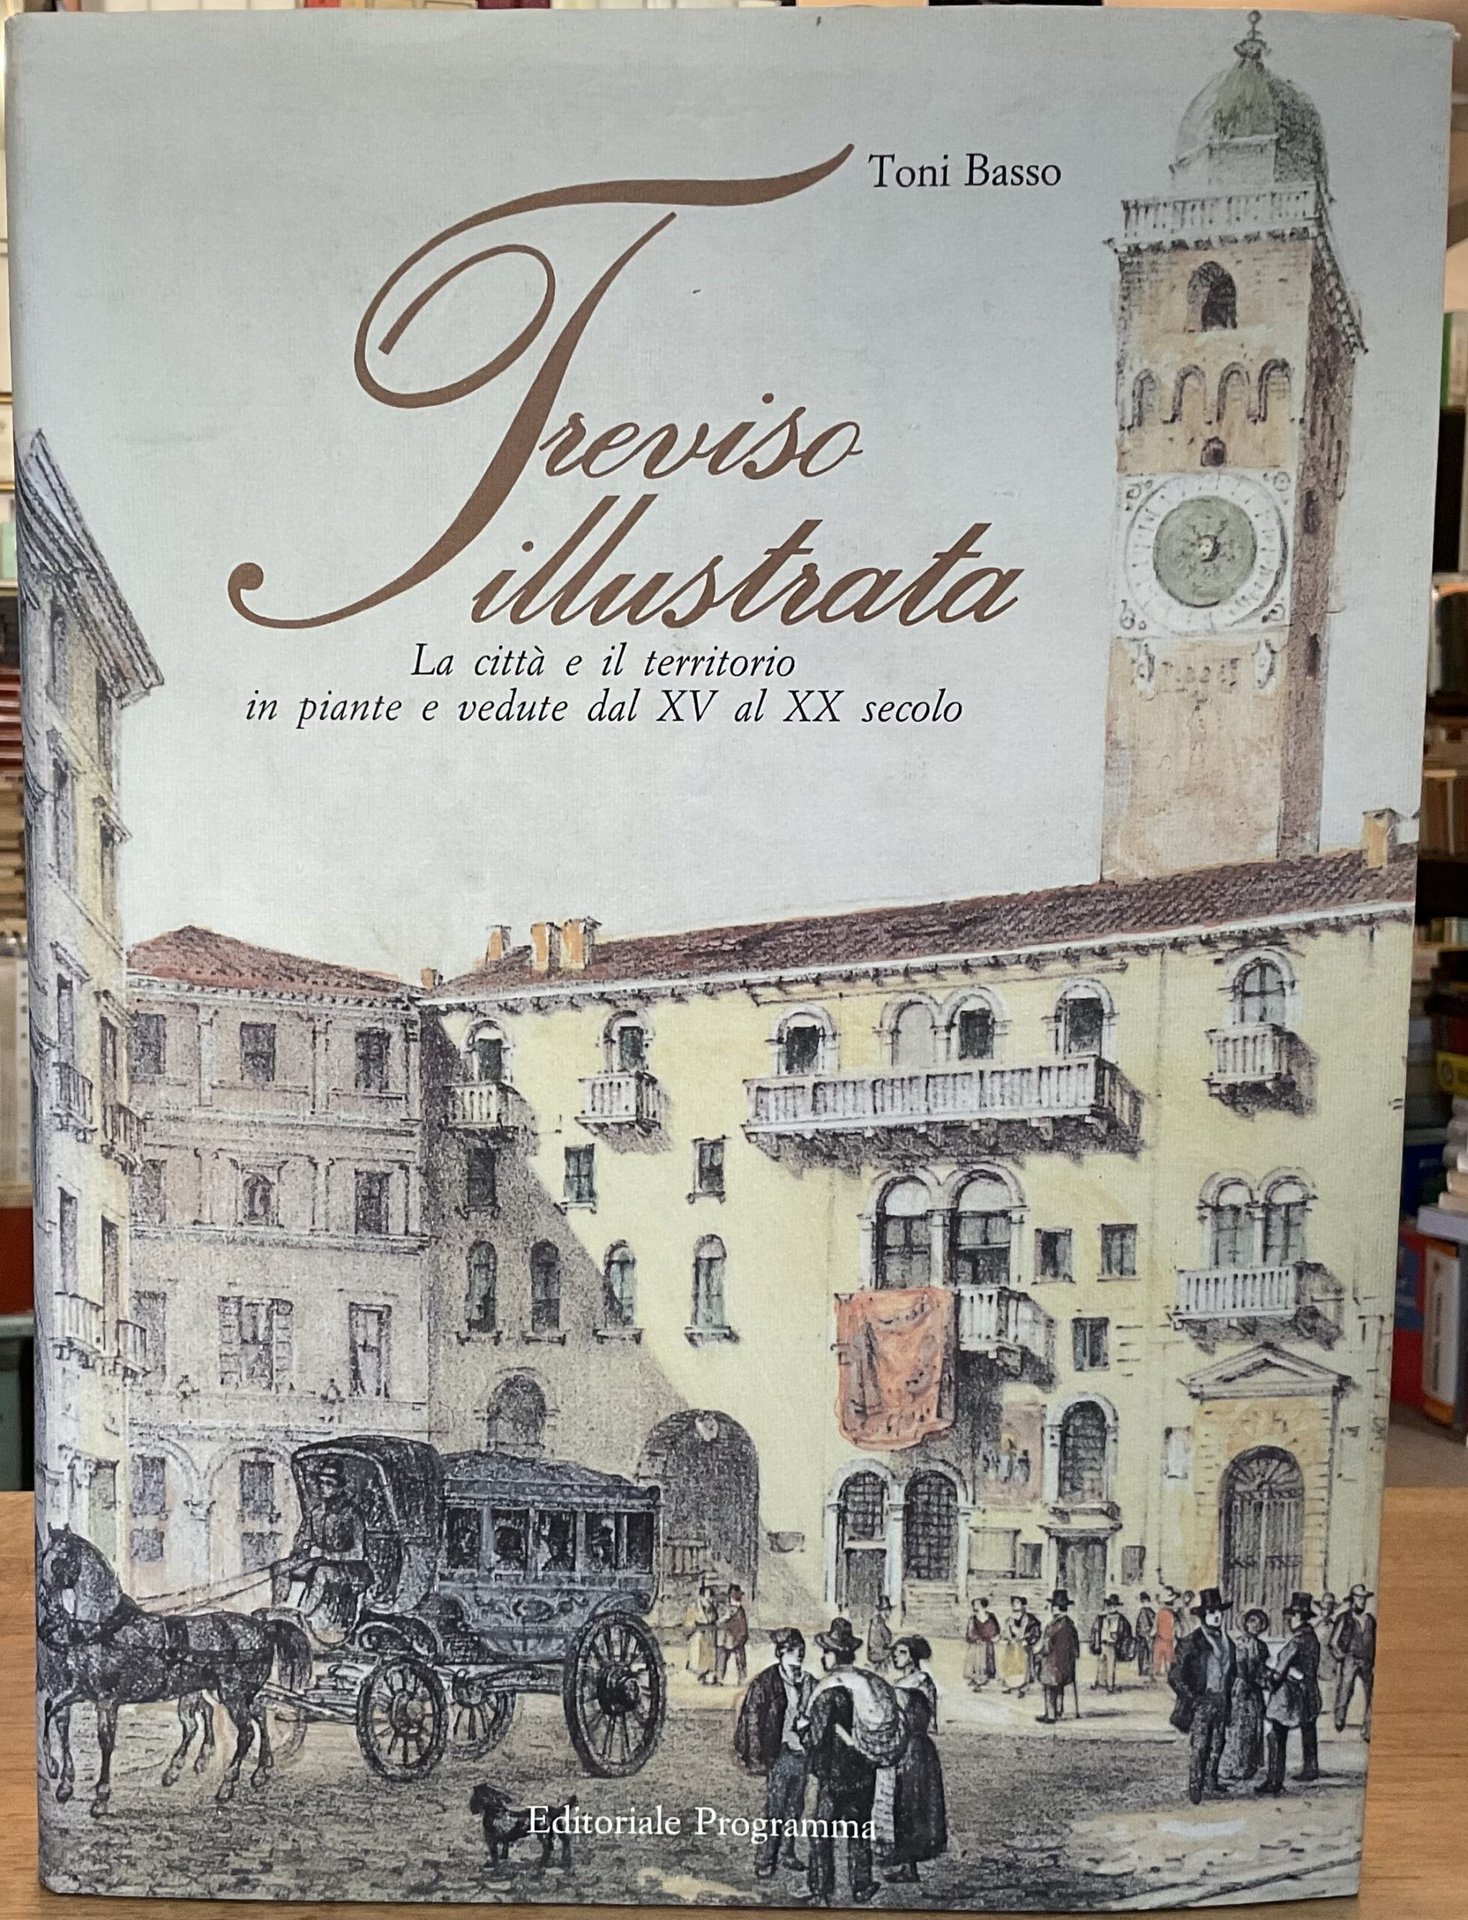 Toni Basso
Treviso
illustrata
La città e il territorio
in piante e vedute dal XV al XX secolo
Editoriale Programma